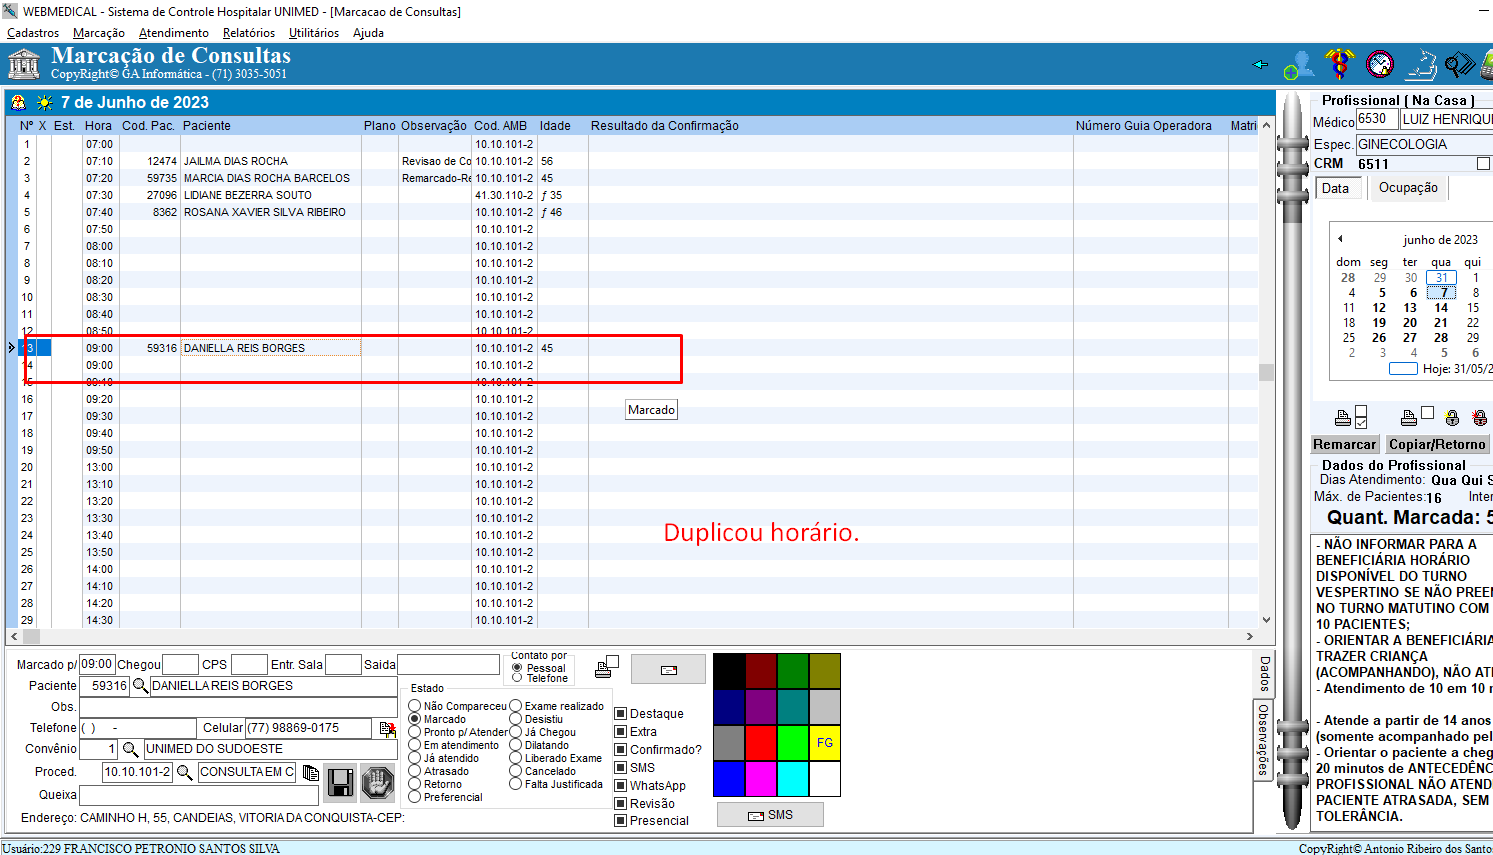 WEBMEDICAL - Sistema de Controle Hospitalar UNIMED - [Marcacao de Consultas]
Cadastros Marcação Atendimento Relatórios Utilitários Ajuda
Marcação de Consultas
CopyRight© GA Informática - (71) 3035-5051
7 de Junho de 2023
Nº X Est. Hora Cod. Pac. Paciente Plano Observação Cod. AMB Idade Resultado da Confirmação Número Guia Operadora Matri
1 07:00 10.10.101-2
2 07:10 12474 JAILMA DIAS ROCHA Revisao de Co 10.10.101-2 56
3 07:20 59735 MARCIA DIAS ROCHA BARCELOS Remarcado-Re 10.10.101-2 45
4 07:30 27096 LIDIANE BEZERRA SOUTO 41.30.110-2 ƒ 35
5 07:40 8362 ROSANA XAVIER SILVA RIBEIRO 10.10.101-2 ƒ 46
6 07:50 10.10.101-2
7 08:00 10.10.101-2
8 08:10 10.10.101-2
9 08:20 10.10.101-2
10 08:30 10.10.101-2
11 08:40 10.10.101-2
12 08:50 10.10.101-2
13 09:00 59316 DANIELLA REIS BORGES 10.10.101-2 45
14 09:00 10.10.101-2
15 09:10 10.10.101-2
16 09:20 10.10.101-2
17 09:30 10.10.101-2
18 09:40 10.10.101-2
19 09:50 10.10.101-2
20 13:00 10.10.101-2
21 13:10 10.10.101-2
22 13:20 10.10.101-2
23 13:30 10.10.101-2
24 13:40 10.10.101-2
25 13:50 10.10.101-2
26 14:00 10.10.101-2
27 14:10 10.10.101-2
28 14:20 10.10.101-2
29 14:30 10.10.101-2
Marcado
Duplicou horário.
Profissional ( Na Casa )
Médico 6530 LUIZ HENRIQU
Espec. GINECOLOGIA
CRM 6511
Data Ocupação
junho de 2023
dom seg ter qua qui
28 29 30 31 1
4 5 6 7 8
11 12 13 14 15
18 19 20 21 22
25 26 27 28 29
2 3 4 5 6
Hoje: 31/05/2
Remarcar Copiar/Retorno
Dados do Profissional
Dias Atendimento: Qua Qui S
Máx. de Pacientes: 16 Inter
Quant. Marcada: 5
- NÃO INFORMAR PARA A
BENEFICIÁRIA HORÁRIO
DISPONÍVEL DO TURNO
VESPERTINO SE NÃO PREEN
NO TURNO MATUTINO COM
10 PACIENTES;
- ORIENTAR A BENEFICIÁRIA
TRAZER CRIANÇA
(ACOMPANHANDO), NÃO ATE
- Atendimento de 10 em 10 m
- Atende a partir de 14 anos
(somente acompanhado pel
- Orientar o paciente a cheg
20 minutos de ANTECEDÊNC
PROFISSIONAL NÃO ATEND
PACIENTE ATRASADA, SEM
TOLERÂNCIA.
Marcado p/ 09:00 Chegou CPS Entr. Sala Saida
Contato por
Pessoal
Telefone
Paciente 59316 DANIELLA REIS BORGES
Obs.
Telefone ( ) - Celular (77) 98869-0175
Convênio 1 UNIMED DO SUDOESTE
Proced. 10.10.101-2 CONSULTA EM C
Queixa
Endereço: CAMINHO H, 55, CANDEIAS, VITORIA DA CONQUISTA-CEP:
Estado
Não Compareceu Exame realizado
Marcado Desistiu
Pronto p/ Atender Já Chegou
Em atendimento Dilatando
Já atendido Liberado Exame
Atrasado Cancelado
Retorno Falta Justificada
Preferencial
Destaque
Extra
Confirmado?
SMS
WhatsApp
Revisão
Presencial
FG
SMS
Dados
Observações
Usuário:229 FRANCISCO PETRONIO SANTOS SILVA
CopyRight© Antonio Ribeiro dos Santo